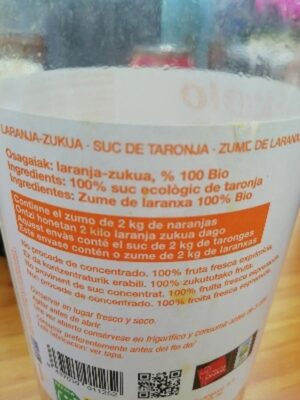 LARANJA-ZUKUA - SUC DE TARONJA - ZUME DE LARANX
Osagaiak: laranja-zukua, % 100 Bio
Ingredients: 100% suc ecològic de taronja
Ingredientes: Zume de laranxa 100% Bio
Contiene el zumo de 2 kg de naranjas
Ontzi honetan 2 kilo laranja zukua dago
Aquest envàs conté el suc de 2 kg de taronges
Este envase contén o zume de 2 kg de laranxas
No procede de concentrado. 100% fruta fresca exprimida.
Ez da kontzentraturik erabili. 100% zukututako fruta.
No provinent de suc concentrat. 100% fruita fresca
procede de concentrado. 100% froita fresca
Conservar en lugar fresco y seco.
Agitar antes de abrir.
Una vez abierto consérvese en frigorífico y consumir antes de
Consumir preferentemente antes del fin de/
ver tapa.